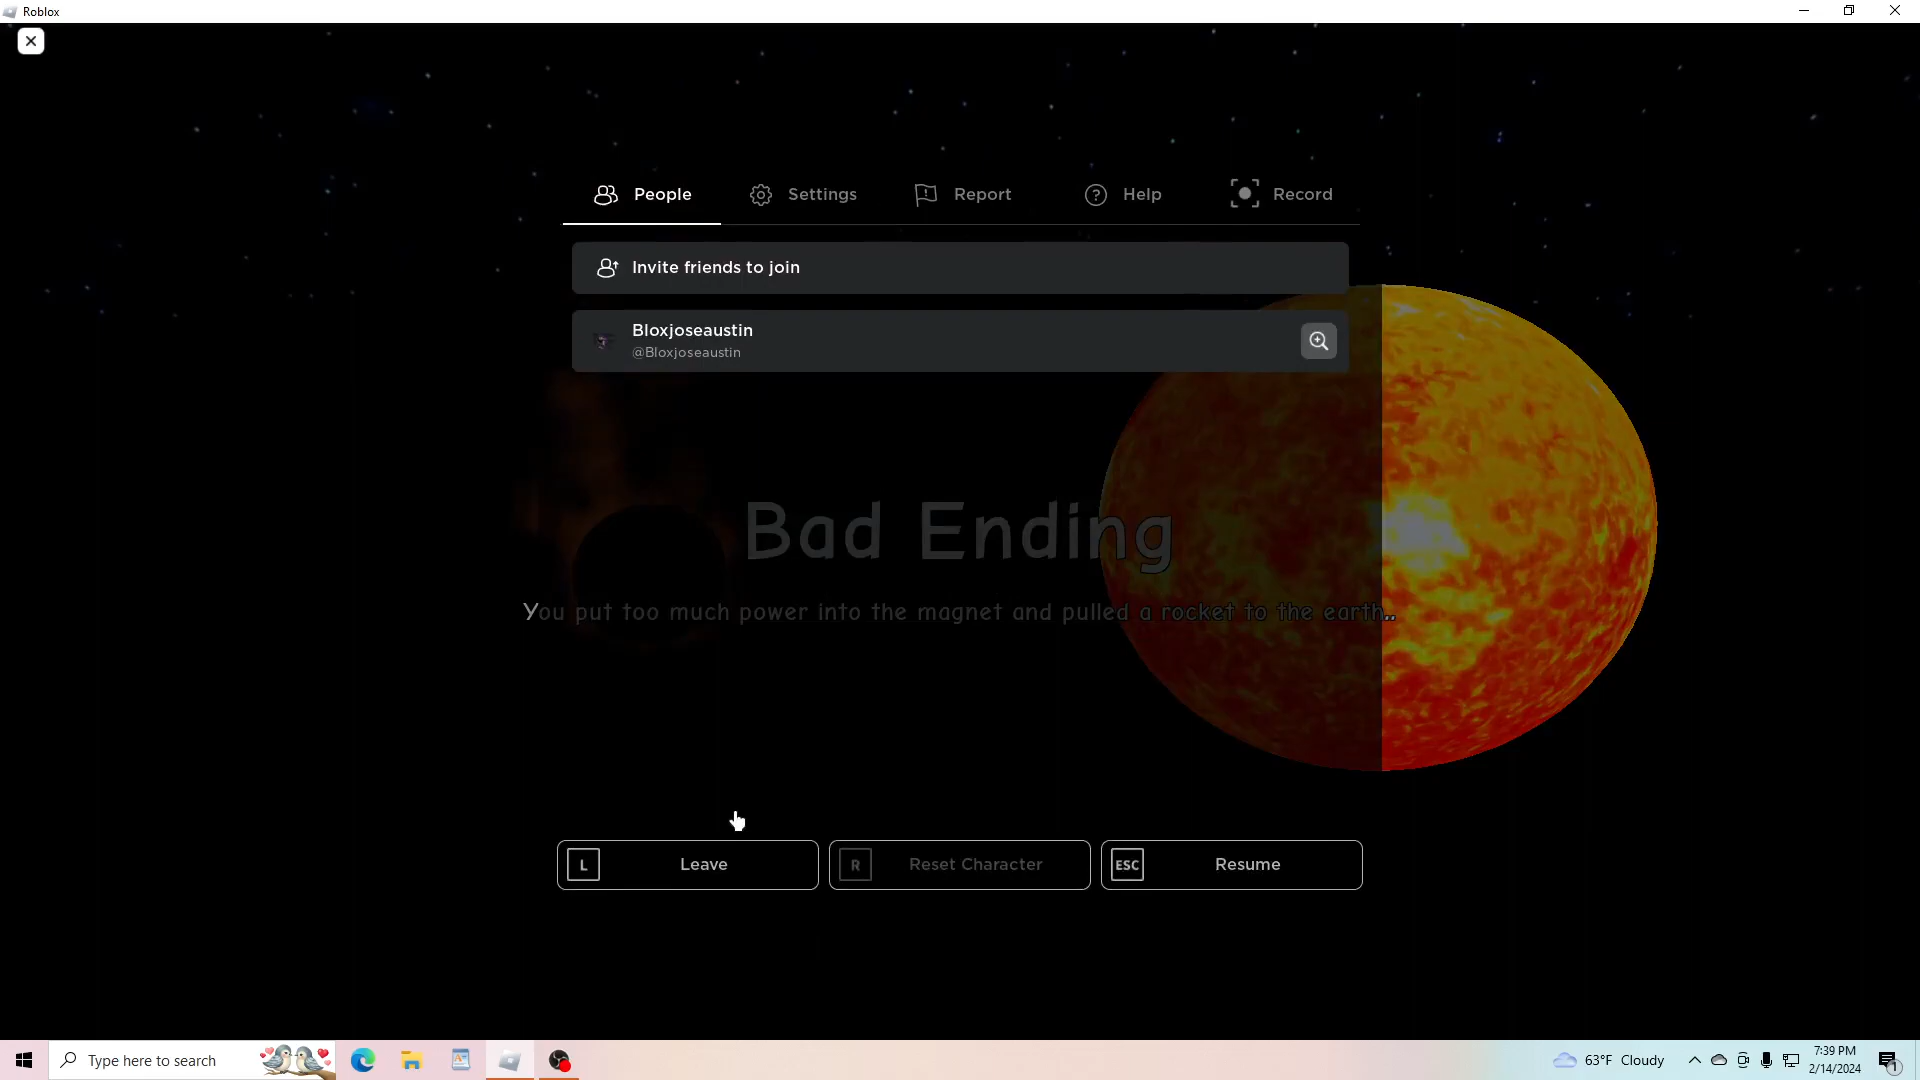 Roblox
People
Settings
Report
Help
Record
Invite friends to join
Bloxjoseaustin
@Bloxjoseaustin
Bad Ending
You put too much power into the magnet and pulled a rocket to the earth..
L Leave
R Reset Character
ESC Resume
Type here to search
63°F Cloudy
7:39 PM
2/14/2024
1